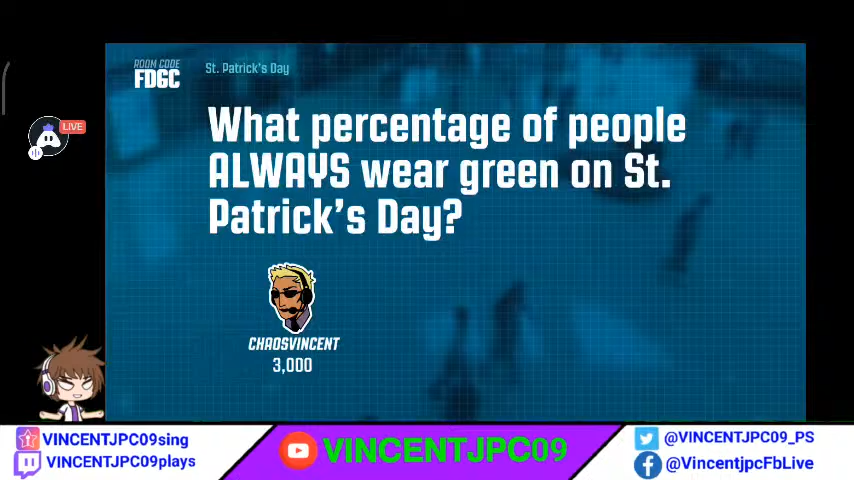 ROOM CODE
FDGC
St. Patrick's Day
What percentage of people
ALWAYS wear green on St.
Patrick's Day?
LIVE
CHAOSVINCENT
3,000
VINCENTJPC09sing
VINCENTJPC09plays
VINCENTJPC09
@VINCENTJPC09_PS
@VincentjpcFbLive